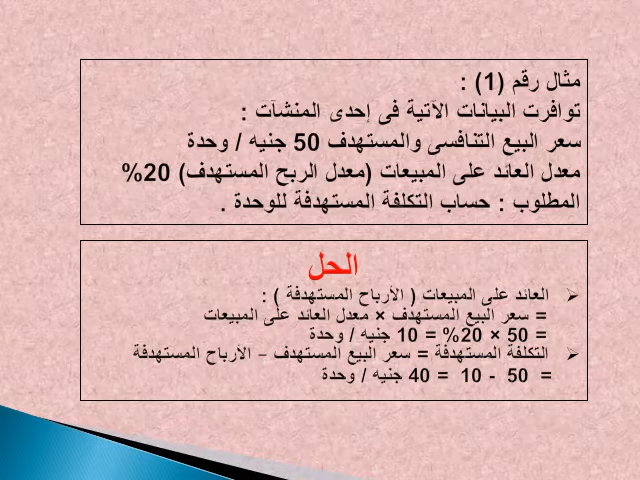 مثال رقم (1) :
توافرت البيانات الآتية فى إحدى المنشآت :
سعر البيع التنافسى والمستهدف 50 جنيه / وحدة
معدل العائد على المبيعات (معدل الربح المستهدف) 20%
المطلوب : حساب التكلفة المستهدفة للوحدة .
الحل
العائد على المبيعات ( الأرباح المستهدفة ) :
= سعر البيع المستهدف × معدل العائد على المبيعات
= 50 × 20% = 10 جنيه / وحدة
التكلفة المستهدفة = سعر البيع المستهدف – الأرباح المستهدفة
= 50 - 10 = 40 جنيه / وحدة